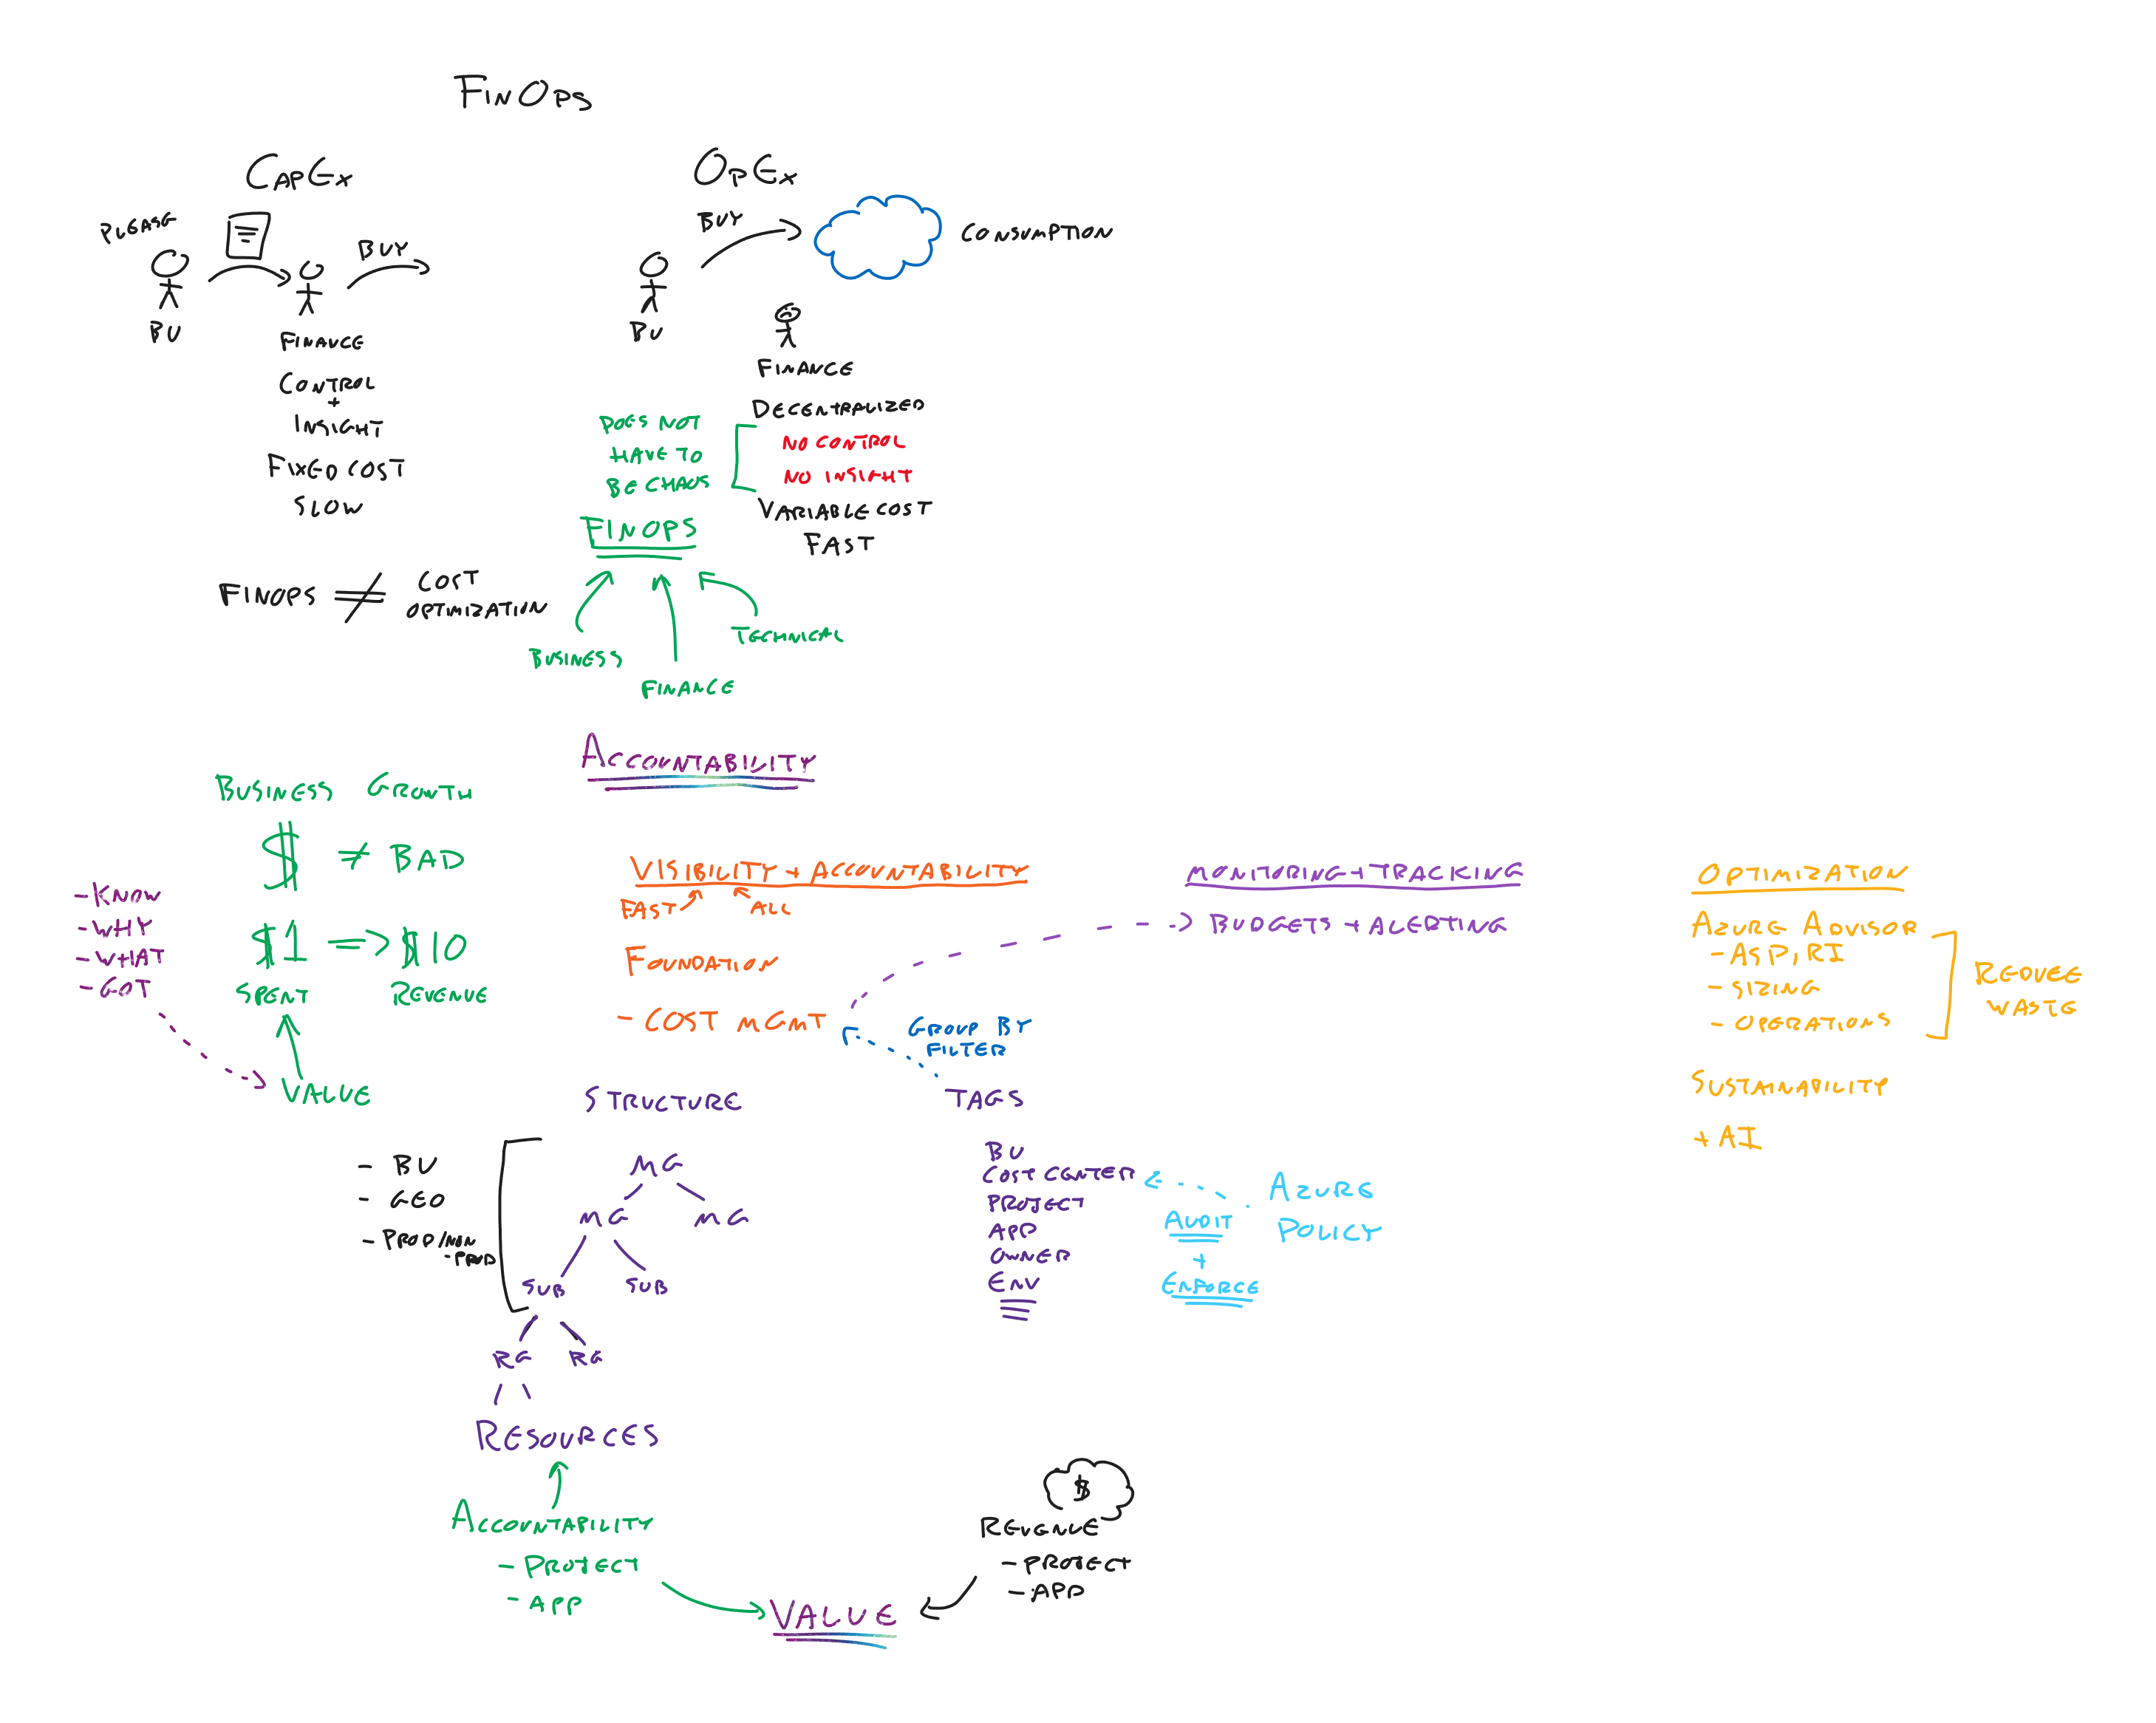 FinOps
CapEx
PLEASE
BUY
BU
FINANCE
CONTROL
+
INSIGHT
FIXED COST
SLOW
OpEx
BUY
CONSUMPTION
BU
FINANCE
DECENTRALIZED
NO CONTROL
NO INSIGHT
VARIABLE COST
FAST
DOES NOT
HAVE TO
BE CHAOS
FINOPS
FINOPS ≠ COST
OPTIMIZATION
BUSINESS
FINANCE
TECHNICAL
ACCOUNTABILITY
BUSINESS GROWTH
$ ≠ BAD
$1 => $10
SPENT REVENUE
VALUE
- KNOW
- WHY
- WHAT
- GOT
VISIBILITY + ACCOUNTABILITY
FAST ALL
FOUNDATION
- COST MGMT
GROUP BY
FILTER
STRUCTURE
- BU
- GEO
- PROD/NON
-PROD
MG
MG MG
SUB SUB
RG RG
RESOURCES
ACCOUNTABILITY
- PROJECT
- APP
TAGS
BU
COST CENTER
PROJECT
APP
OWNER
ENV
AZURE
POLICY
AUDIT
+
ENFORCE
$
REVENUE
- PROJECT
- APP
VALUE
MONITORING + TRACKING
BUDGETS + ALERTING
OPTIMIZATION
AZURE ADVISOR
- ASP, RI
- SIZING
- OPERATIONS
REDUCE
WASTE
SUSTAINABILITY
+ AI